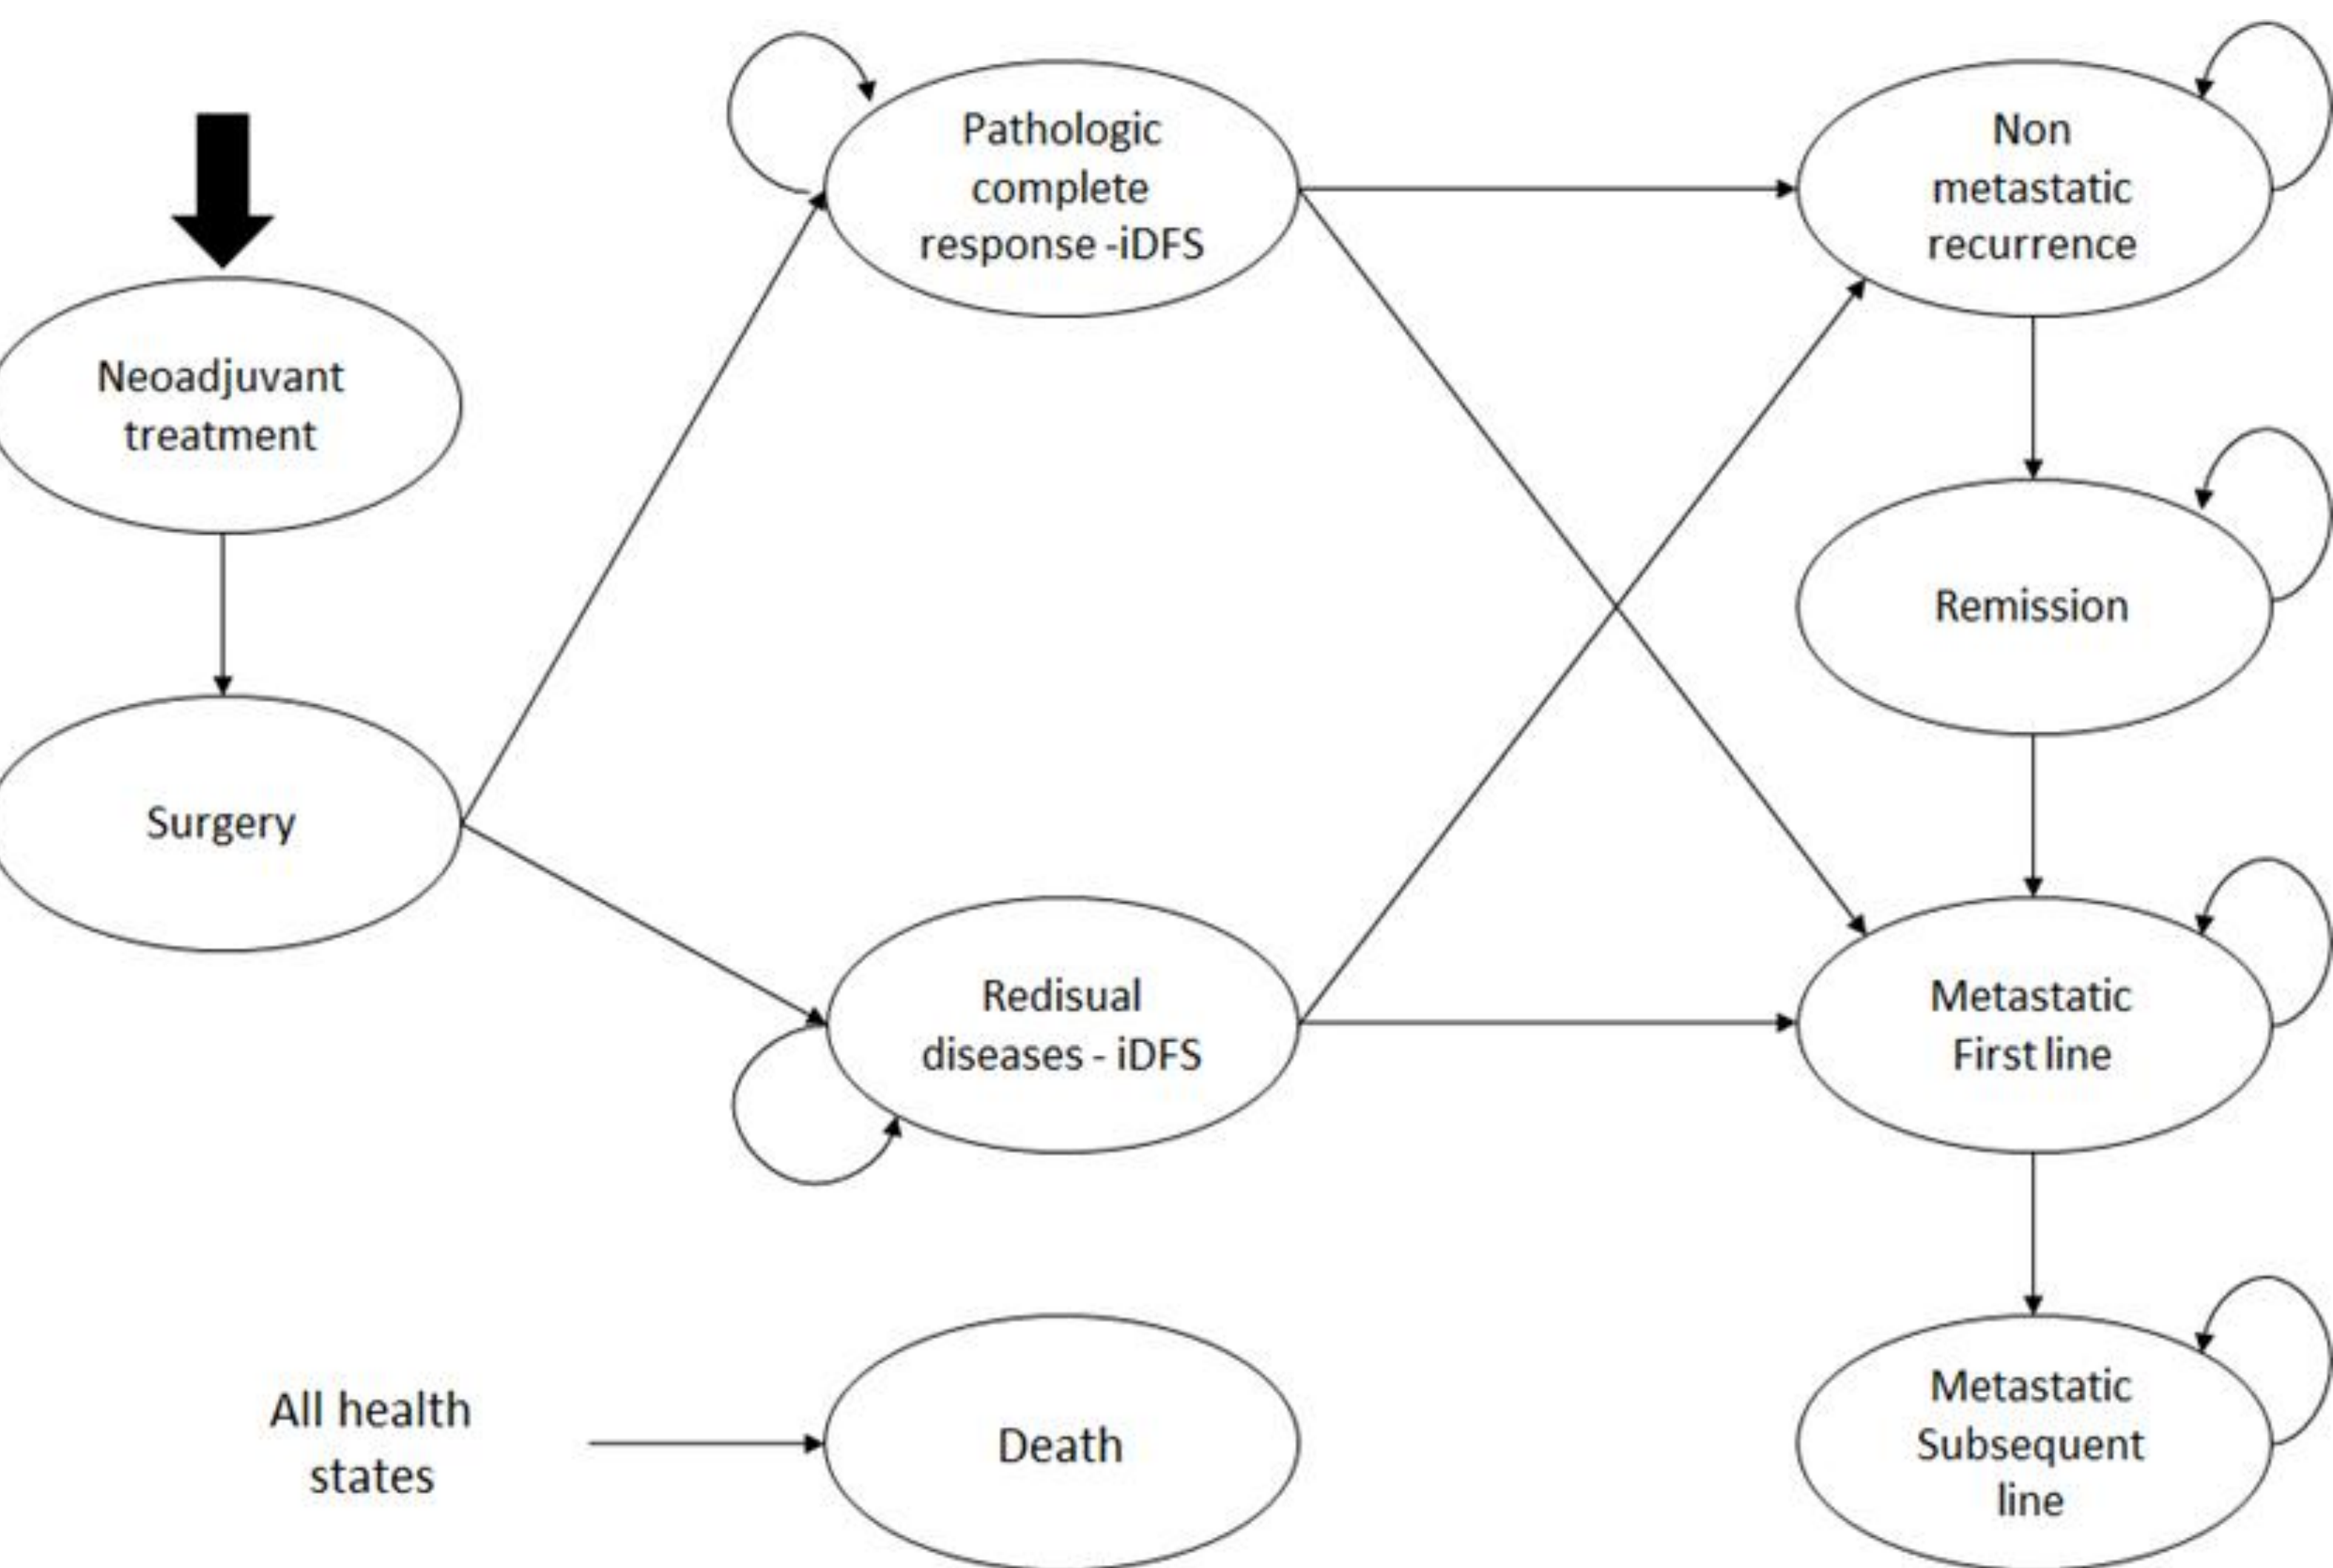 Neoadjuvant
treatment
Surgery
Pathologic
complete
response -iDFS
Redisual
diseases - iDFS
Non
metastatic
recurrence
Remission
Metastatic
First line
Metastatic
Subsequent
line
All health
states
Death